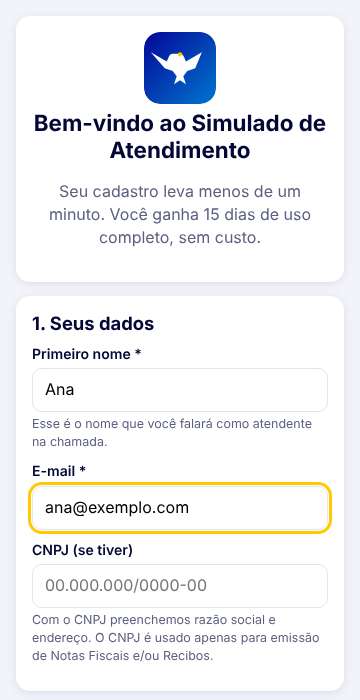 Bem-vindo ao Simulado de
Atendimento
Seu cadastro leva menos de um
minuto. Você ganha 15 dias de uso
completo, sem custo.
1. Seus dados
Primeiro nome *
Ana
Esse é o nome que você falará como atendente
na chamada.
E-mail *
ana@exemplo.com
CNPJ (se tiver)
00.000.000/0000-00
Com o CNPJ preenchemos razão social e
endereço. O CNPJ é usado apenas para emissão
de Notas Fiscais e/ou Recibos.